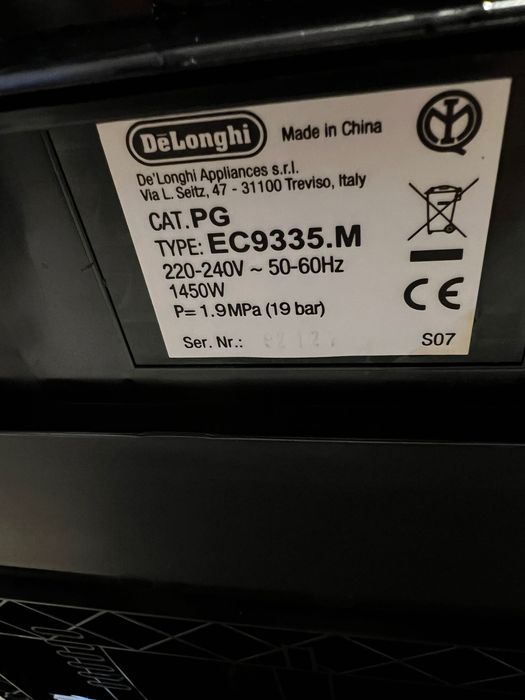 DēLonghi Made in China
De'Longhi Appliances s.r.l.
Via L. Seitz, 47 - 31100 Treviso, Italy
CAT. PG
TYPE: EC9335.M
220-240V ~ 50-60Hz
1450W
P= 1.9MPa (19 bar)
Ser. Nr.:
S07
CE